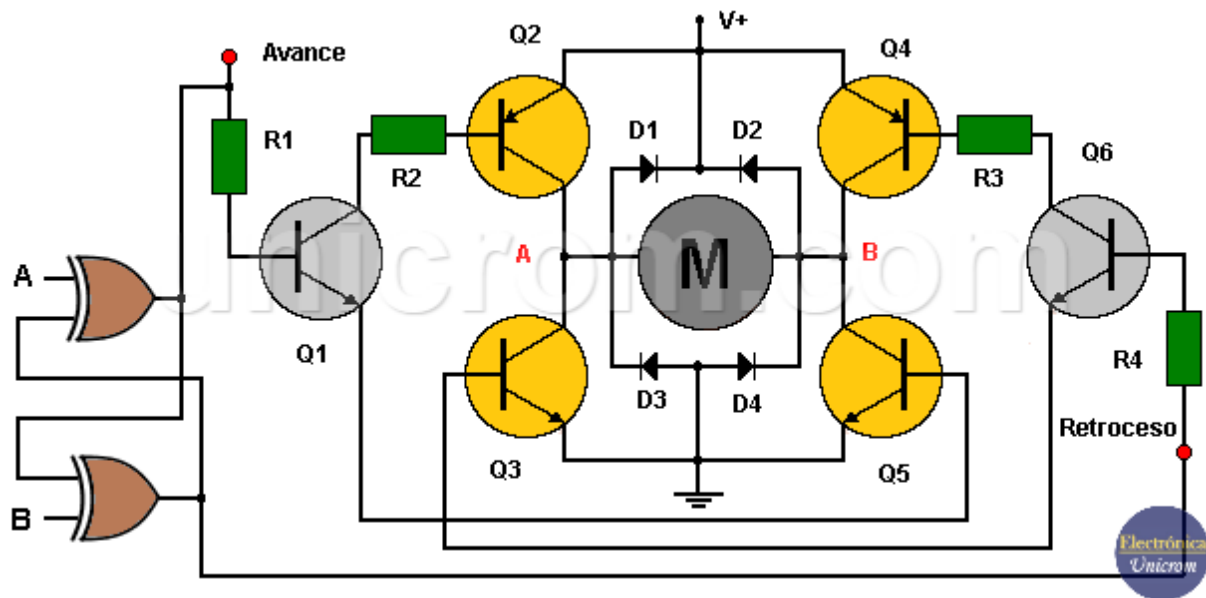 V+
Q2
Q4
Avance
D1
D2
R1
R2
R3
Q6
A
M
B
A
Q1
D3
D4
R4
Retroceso
Q3
Q5
B
unicrom.com
Electrónica
Unicrom